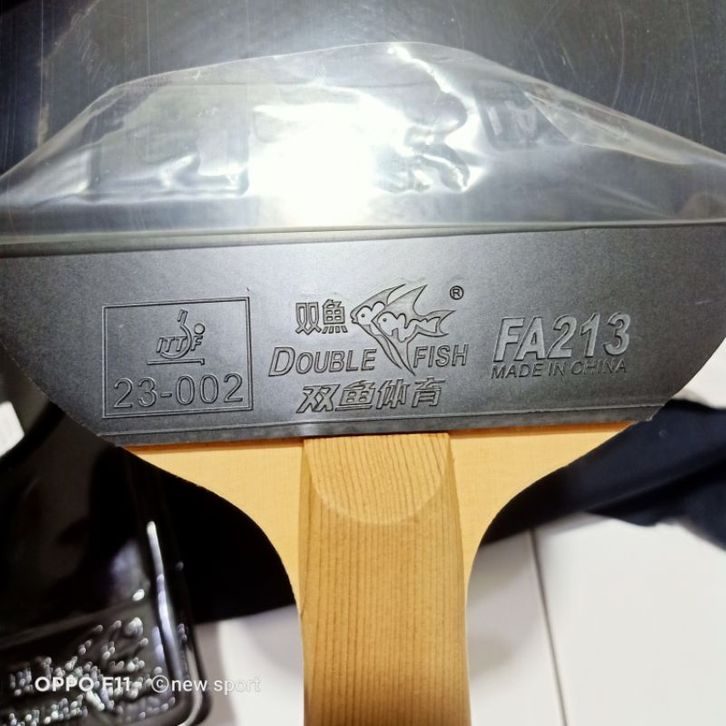 ITTF
23-002
双魚 ®
DOUBLE FISH
双鱼体育
FA213
MADE IN CHINA
OPPO F11 ©new sport